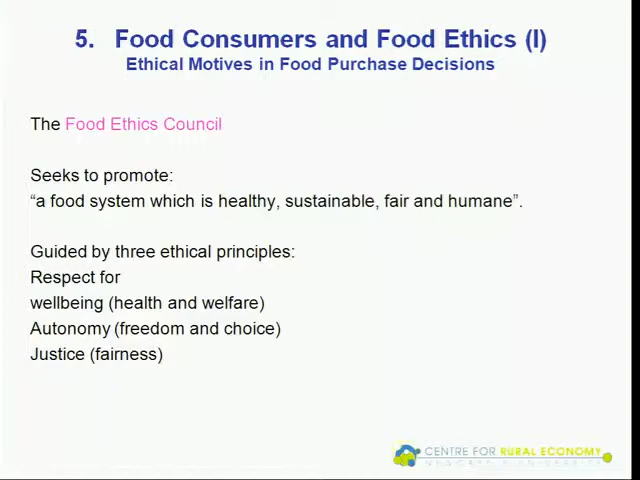 5. Food Consumers and Food Ethics (I)
Ethical Motives in Food Purchase Decisions
The Food Ethics Council
Seeks to promote:
“a food system which is healthy, sustainable, fair and humane”.
Guided by three ethical principles:
Respect for
wellbeing (health and welfare)
Autonomy (freedom and choice)
Justice (fairness)
CENTRE FOR RURAL ECONOMY